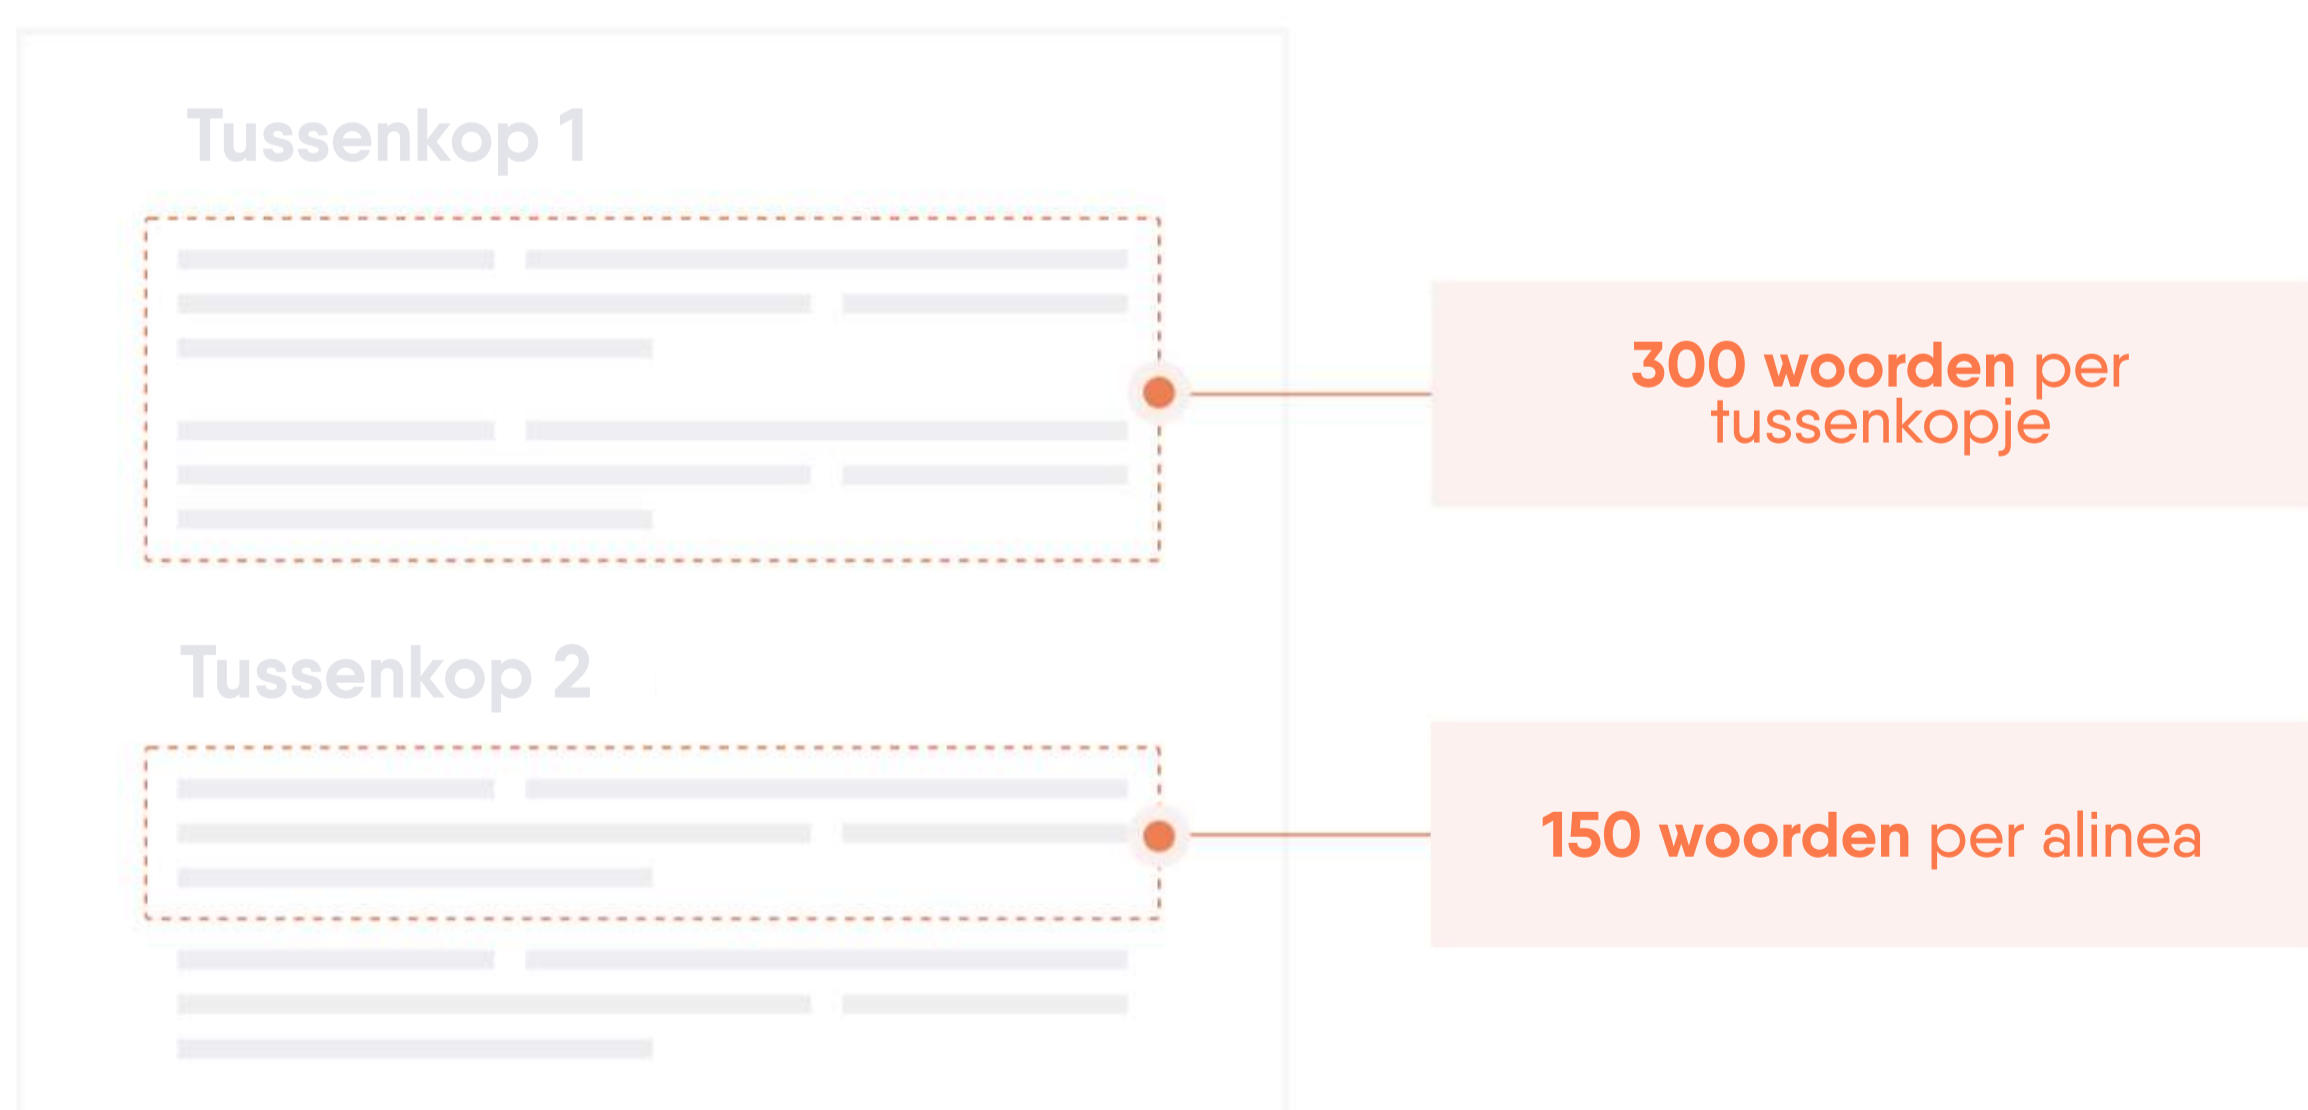 Tussenkop 1
300 woorden per
tussenkopje
Tussenkop 2
150 woorden per alinea